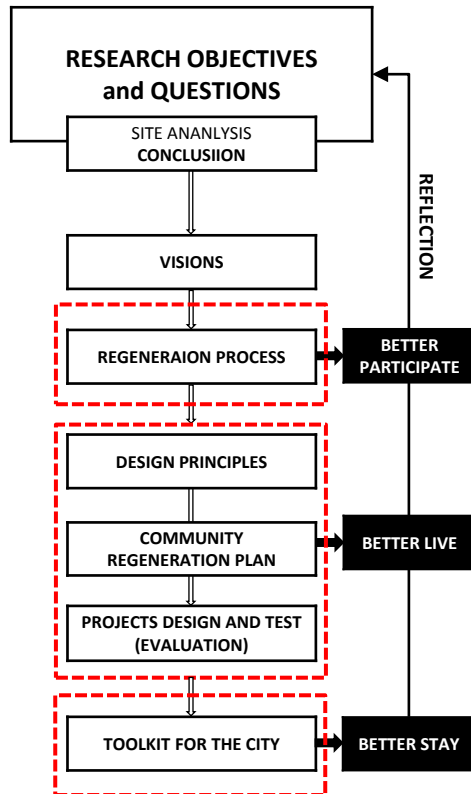 RESEARCH OBJECTIVES
and QUESTIONS
SITE ANANLYSIS
CONCLUSIION
REFLECTION
VISIONS
REGENERAION PROCESS
BETTER
PARTICIPATE
DESIGN PRINCIPLES
COMMUNITY
REGENERATION PLAN
BETTER LIVE
PROJECTS DESIGN AND TEST
(EVALUATION)
TOOLKIT FOR THE CITY
BETTER STAY